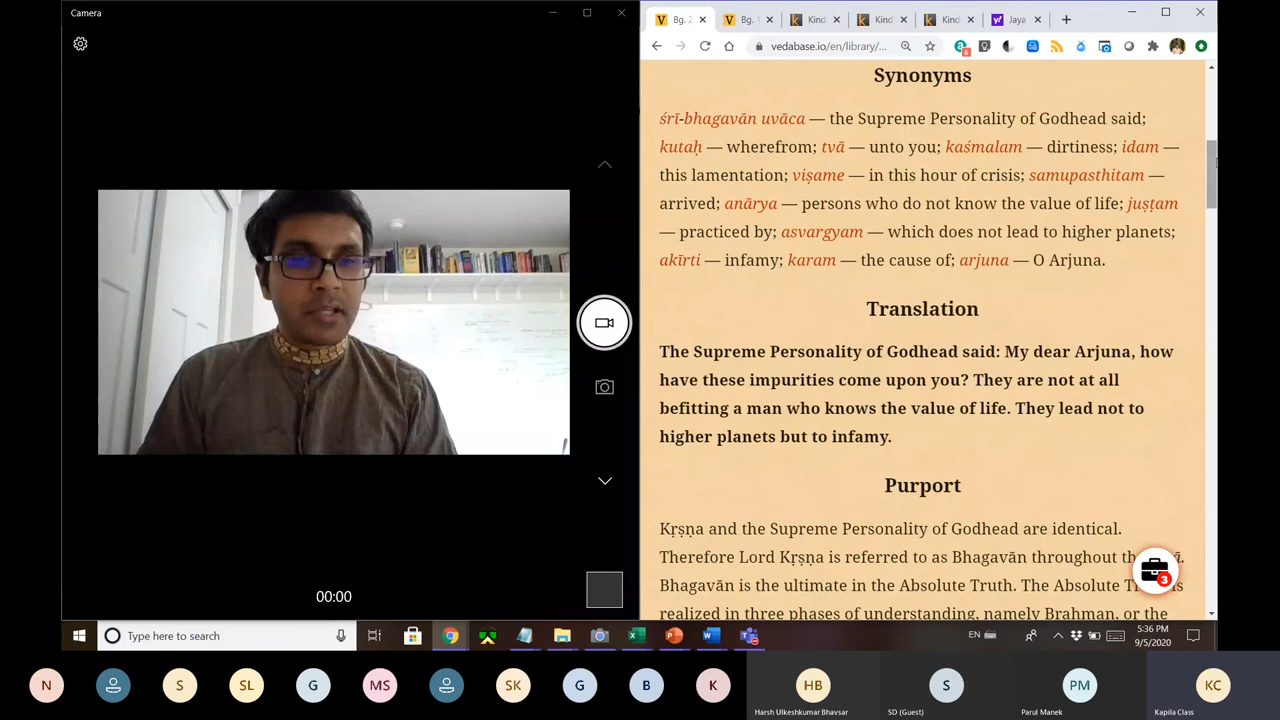 Camera
Bg. 2
Bg. 1
Kind
Kind
Kind
Jaya
vedabase.io/en/library/...
6
Synonyms
śrī-bhagavān uvāca — the Supreme Personality of Godhead said;
kutaḥ — wherefrom; tvā — unto you; kaśmalam — dirtiness; idam —
this lamentation; viṣame — in this hour of crisis; samupasthitam —
arrived; anārya — persons who do not know the value of life; juṣṭam
— practiced by; asvargyam — which does not lead to higher planets;
akīrti — infamy; karam — the cause of; arjuna — O Arjuna.
Translation
The Supreme Personality of Godhead said: My dear Arjuna, how
have these impurities come upon you? They are not at all
befitting a man who knows the value of life. They lead not to
higher planets but to infamy.
Purport
Kṛṣṇa and the Supreme Personality of Godhead are identical.
Therefore Lord Kṛṣṇa is referred to as Bhagavān throughout
Bhagavān is the ultimate in the Absolute Truth. The Absolute
realized in three phases of understanding, namely Brahman, or the
3
00:00
Type here to search
EN
5:36 PM
9/5/2020
N
S
SL
G
MS
SK
G
B
K
HB
S
PM
KC
Harsh Ulkeshkumar Bhavsar
SD (Guest)
Parul Manek
Kapila Class